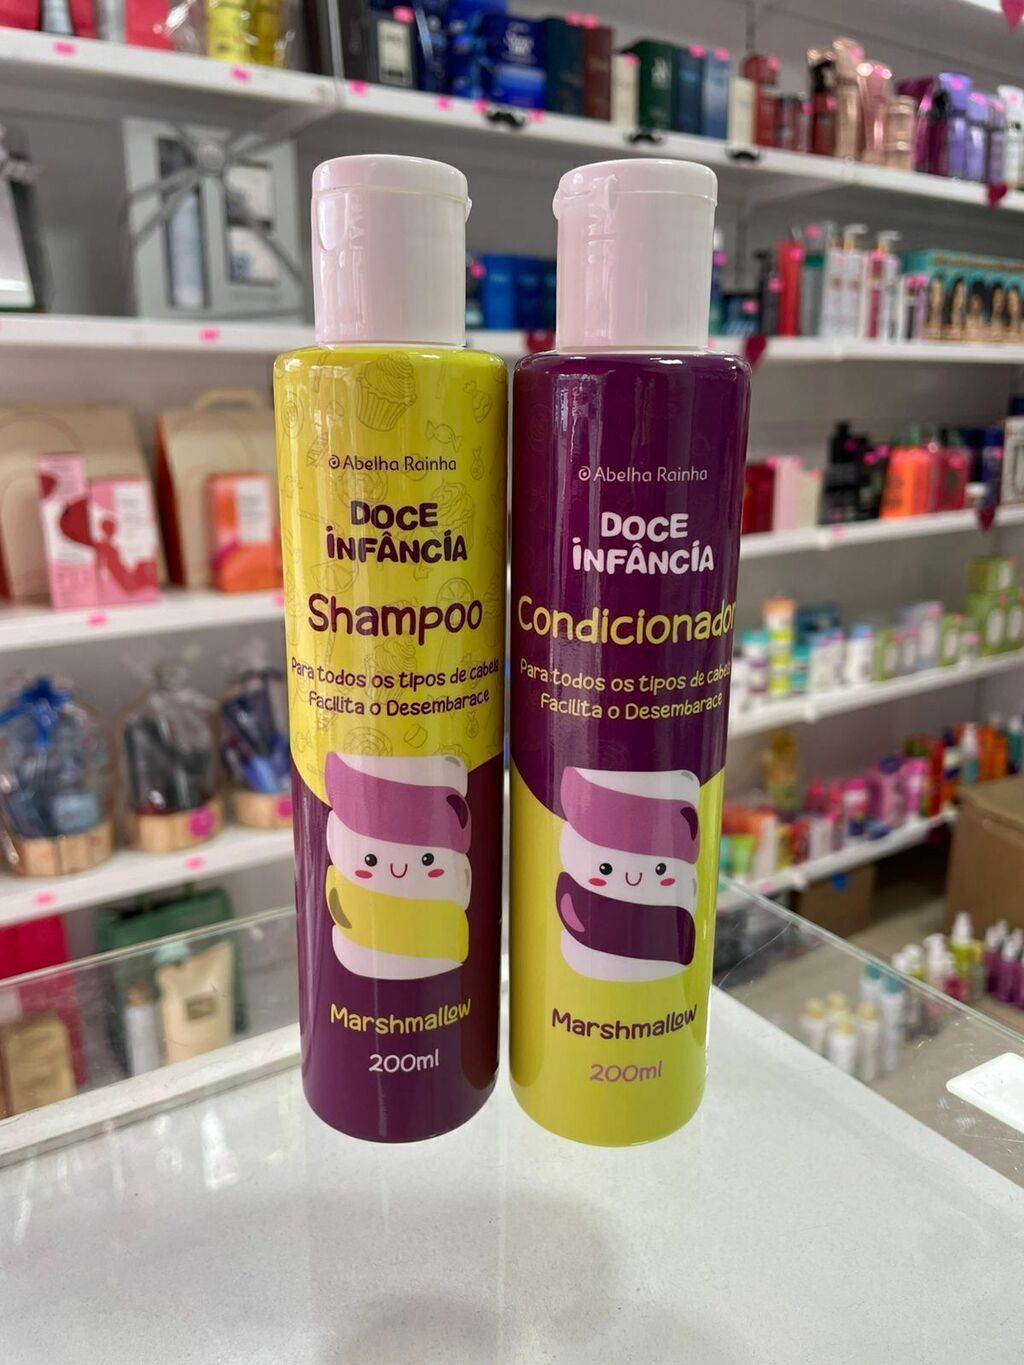 Abelha Rainha
DOCE
INFÂNCIA
Shampoo
Para todos os tipos de cabelo
Facilita o Desembarace
Marshmallow
200ml
Abelha Rainha
DOCE
INFÂNCIA
Condicionador
Para todos os tipos de cabelo
Facilita o Desembarace
Marshmallow
200ml